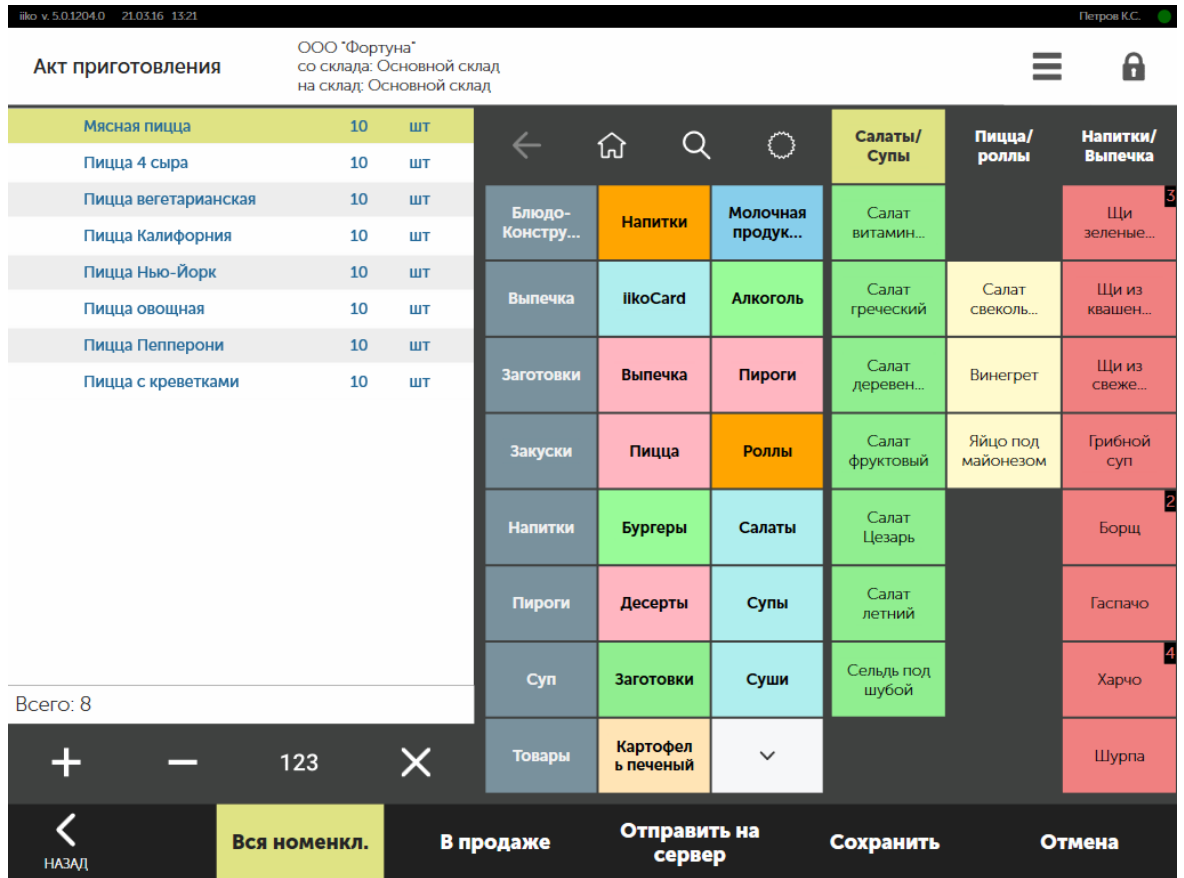 iiko v. 5.0.1204.0 21.03.16 13:21
Петров К.С.
Акт приготовления
ООО "Фортуна"
со склада: Основной склад
на склад: Основной склад
Мясная пицца 10 шт
Пицца 4 сыра 10 шт
Пицца вегетарианская 10 шт
Пицца Калифорния 10 шт
Пицца Нью-Йорк 10 шт
Пицца овощная 10 шт
Пицца Пепперони 10 шт
Пицца с креветками 10 шт
Всего: 8
123
Блюдо-
Констру...
Напитки
Молочная
продук...
Выпечка
iikoCard
Алкоголь
Заготовки
Выпечка
Пироги
Закуски
Пицца
Роллы
Напитки
Бургеры
Салаты
Пироги
Десерты
Супы
Суп
Заготовки
Суши
Товары
Картофел
ь печеный
Салаты/
Супы
Пицца/
роллы
Напитки/
Выпечка
Салат
витамин...
3
Щи
зеленые...
Салат
греческий
Салат
свеколь...
Щи из
квашен...
Салат
деревен...
Винегрет
Щи из
свеже...
Салат
фруктовый
Яйцо под
майонезом
Грибной
суп
Салат
Цезарь
2
Борщ
Салат
летний
Гаспачо
Сельдь под
шубой
4
Харчо
Шурпа
НАЗАД
Вся номенкл.
В продаже
Отправить на
сервер
Сохранить
Отмена